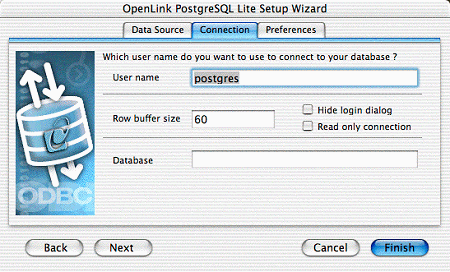 OpenLink PostgreSQL Lite Setup Wizard
Data Source Connection Preferences
Which user name do you want to use to connect to your database ?
User name postgres
Hide login dialog
Row buffer size 60
Read only connection
Database
ODBC
Back Next Cancel Finish